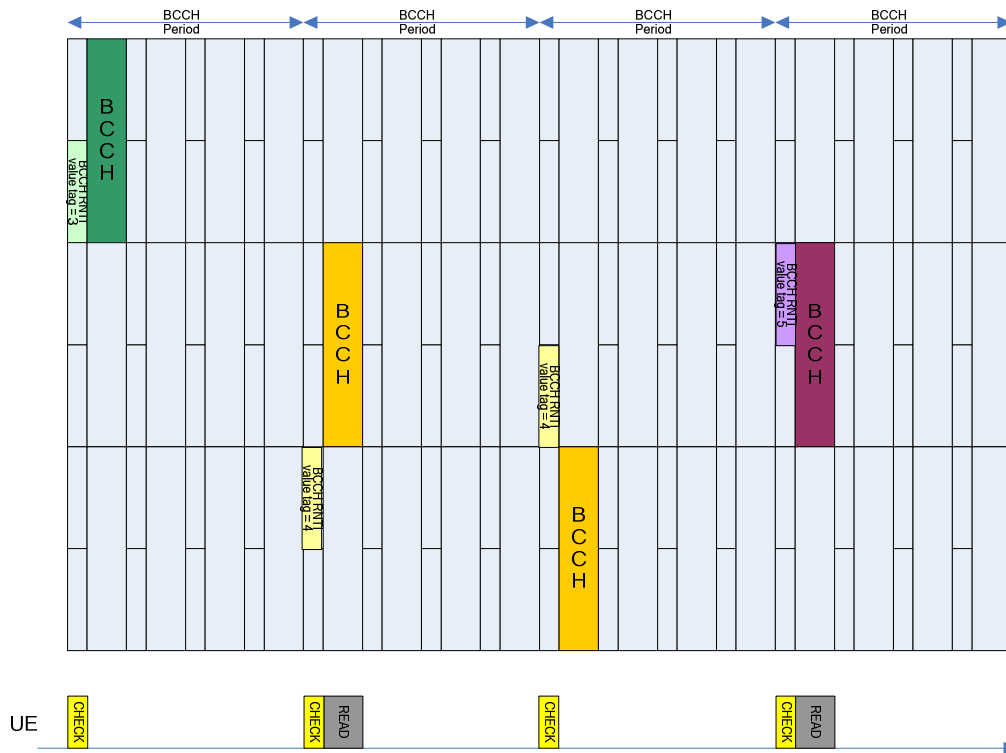 BCCH
Period
BCCH
Period
BCCH
Period
BCCH
Period
B
C
C
H
BCCH RNTI
value tag = 3
B
C
C
H
BCCH RNTI
value tag = 4
BCCH RNTI
value tag = 4
B
C
C
H
BCCH RNTI
value tag = 5
B
C
C
H
UE
CHECK
CHECK
READ
CHECK
CHECK
READ